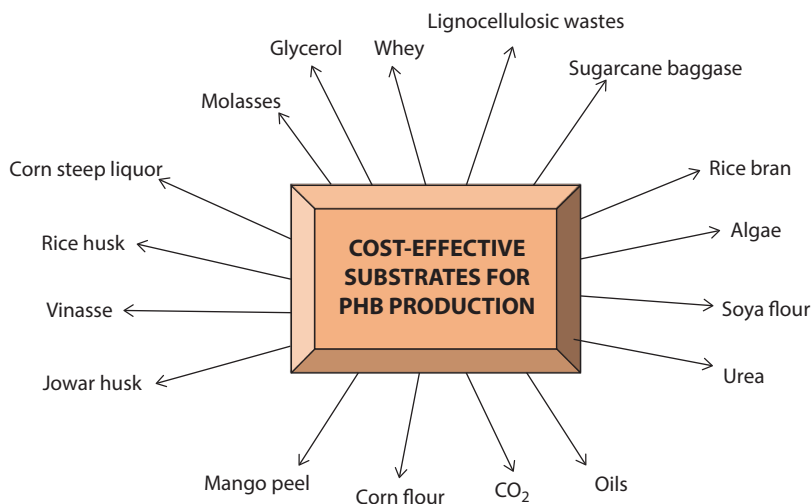 Lignocellulosic wastes
Glycerol
Whey
Sugarcane baggase
Molasses
Corn steep liquor
Rice bran
Rice husk
Algae
COST-EFFECTIVE
SUBSTRATES FOR
PHB PRODUCTION
Vinasse
Soya flour
Jowar husk
Urea
Mango peel
Corn flour
CO₂
Oils